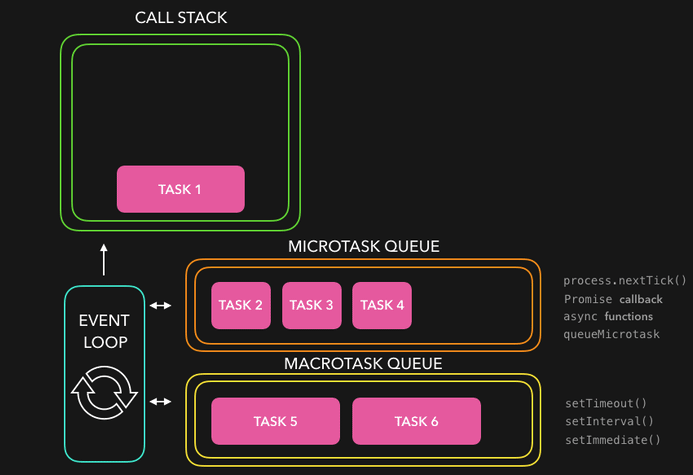 CALL STACK
TASK 1
MICROTASK QUEUE
TASK 2 TASK 3 TASK 4
process.nextTick()
Promise callback
async functions
queueMicrotask
EVENT
LOOP
MACROTASK QUEUE
TASK 5 TASK 6
setTimeout()
setInterval()
setImmediate()